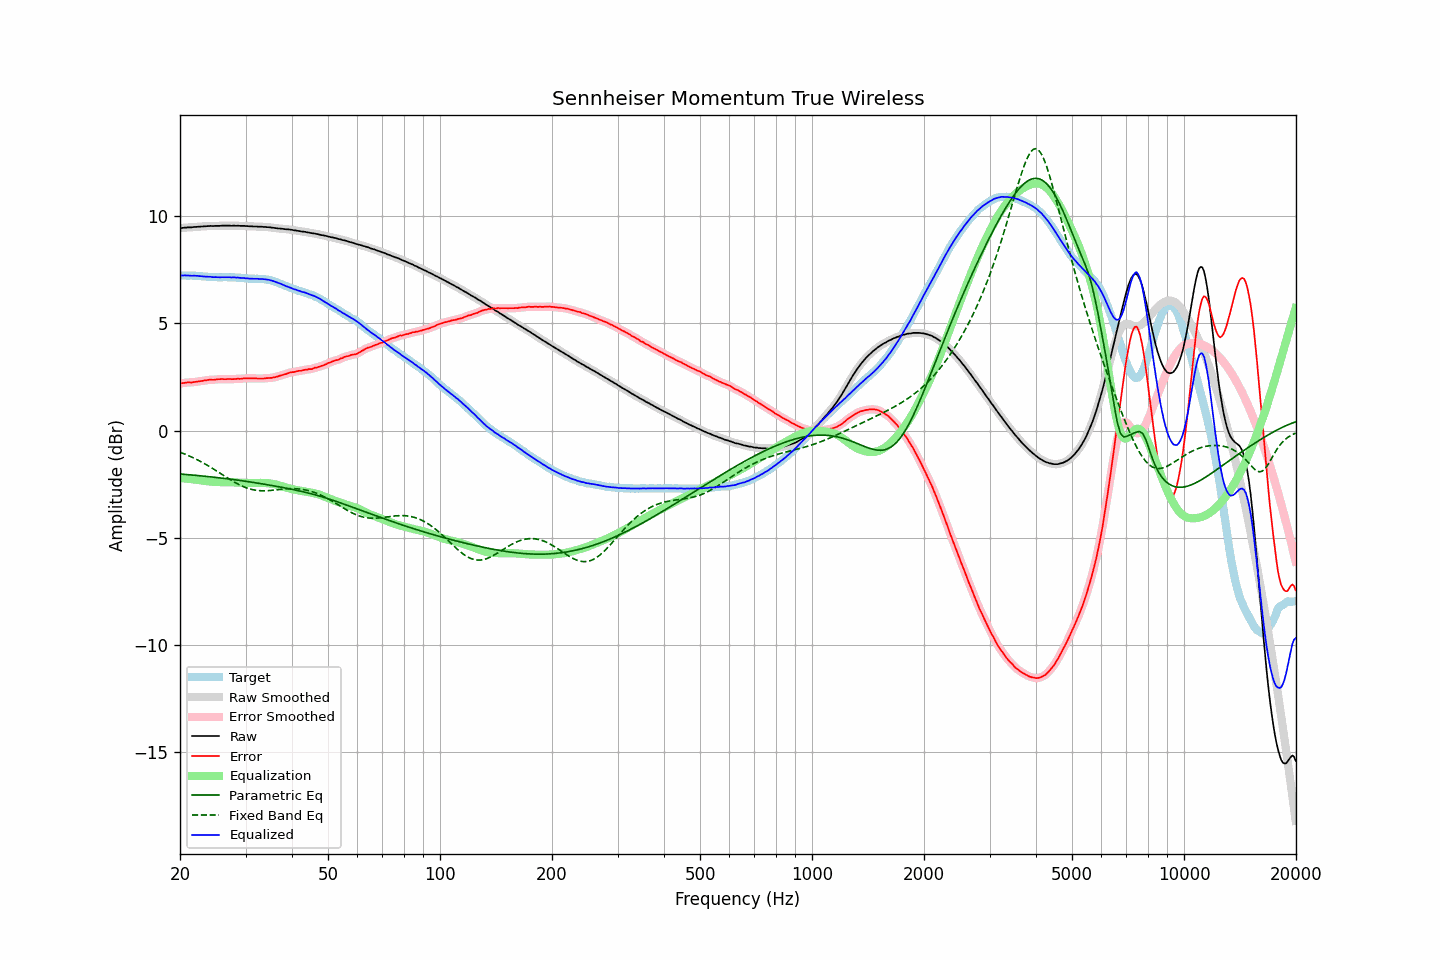 Sennheiser Momentum True Wireless
Amplitude (dBr)
10
5
0
−5
−10
−15
Target
Raw Smoothed
Error Smoothed
Raw
Error
Equalization
Parametric Eq
Fixed Band Eq
Equalized
20 50 100 200 500 1000 2000 5000 10000 20000
Frequency (Hz)